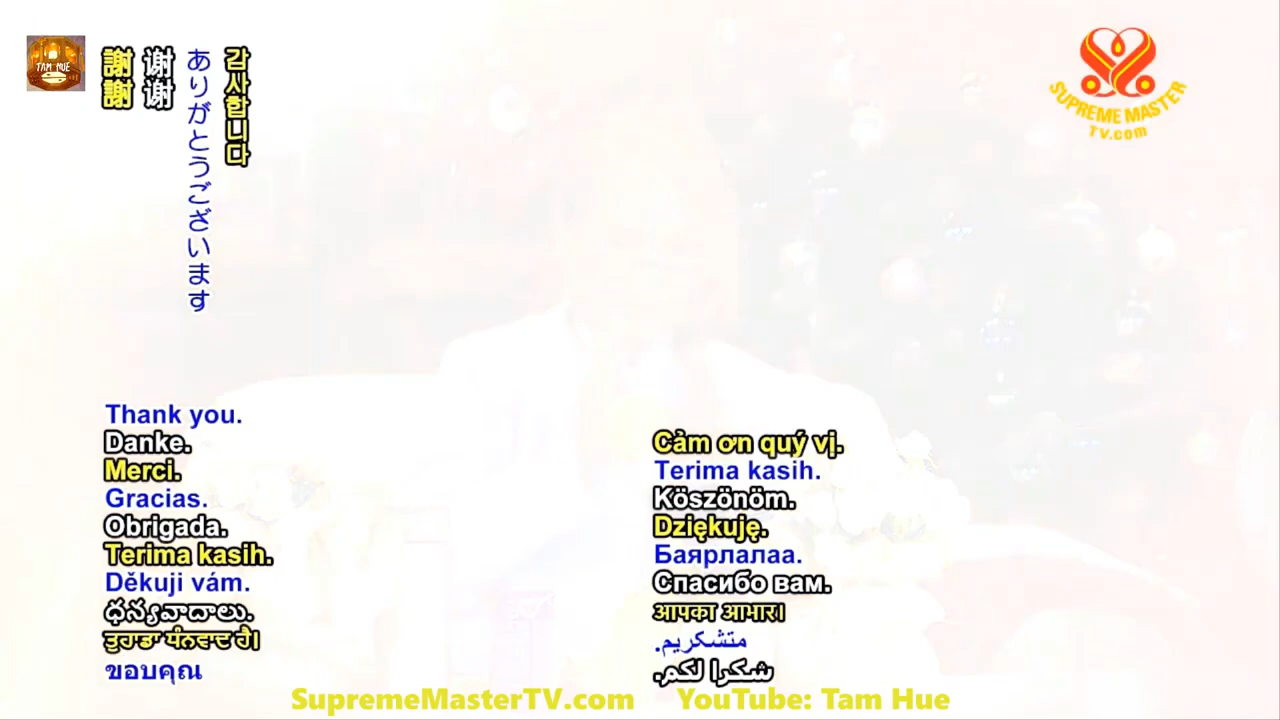 TAM HUE
謝謝
谢谢
ありがとうございます
감사합니다
SUPREME MASTER
TV.com
Thank you.
Danke.
Merci.
Gracias.
Obrigada.
Terima kasih.
Děkuji vám.
ధన్యవాదాలు.
ਤੁਹਾਡਾ ਧੰਨਵਾਦ ਹੈ।
ขอบคุณ
Cảm ơn quý vị.
Terima kasih.
Köszönöm.
Dziękuję.
Баярлалаа.
Спасибо вам.
आपका आभार।
متشکریم.
شكرا لكم.
SupremeMasterTV.com YouTube: Tam Hue